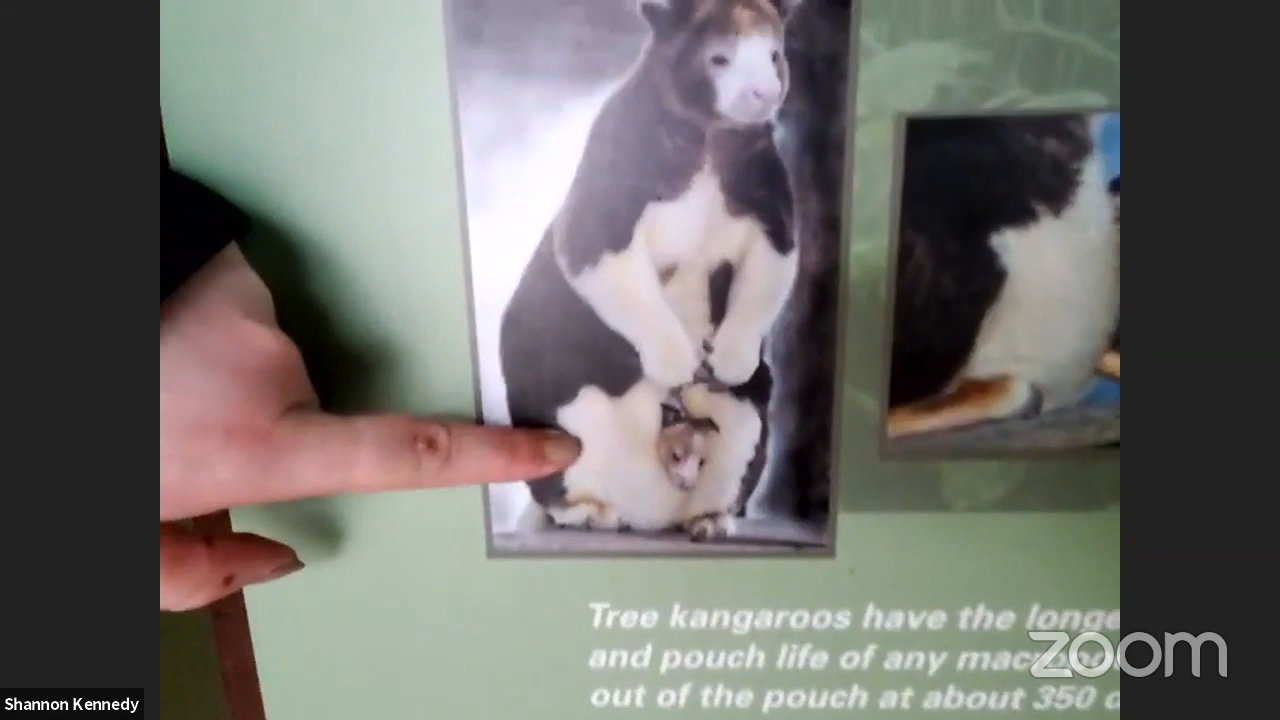 Tree kangaroos have the longe
and pouch life of any macropo
out of the pouch at about 350 d
zoom
Shannon Kennedy